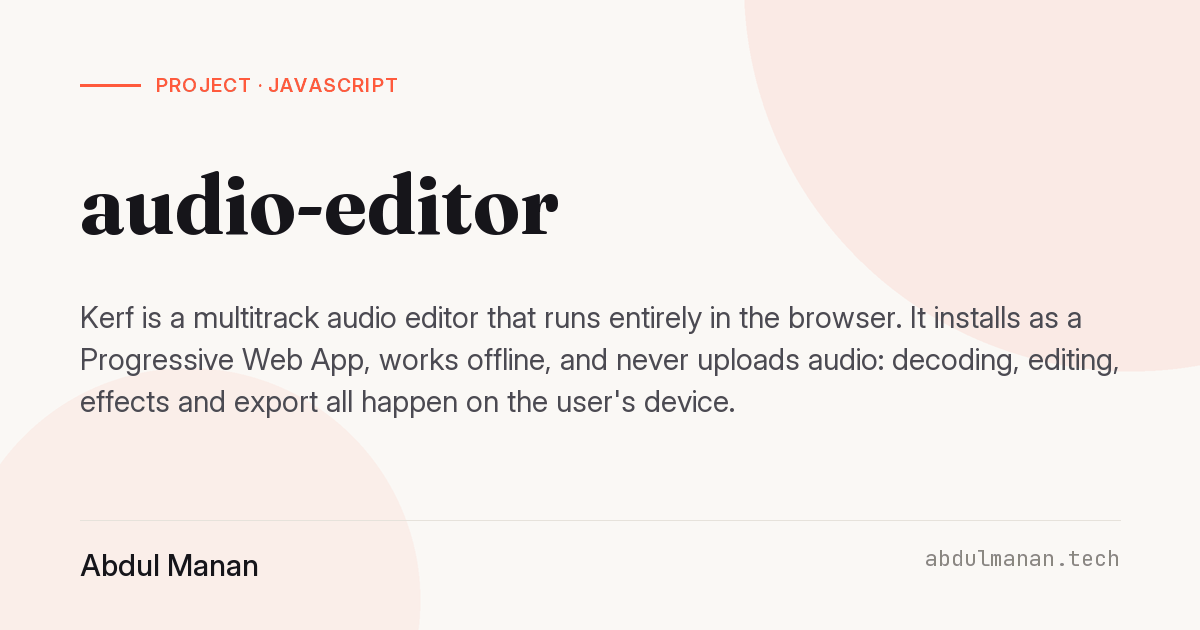 PROJECT · JAVASCRIPT
audio-editor
Kerf is a multitrack audio editor that runs entirely in the browser. It installs as a
Progressive Web App, works offline, and never uploads audio: decoding, editing,
effects and export all happen on the user's device.
Abdul Manan
abdulmanan.tech